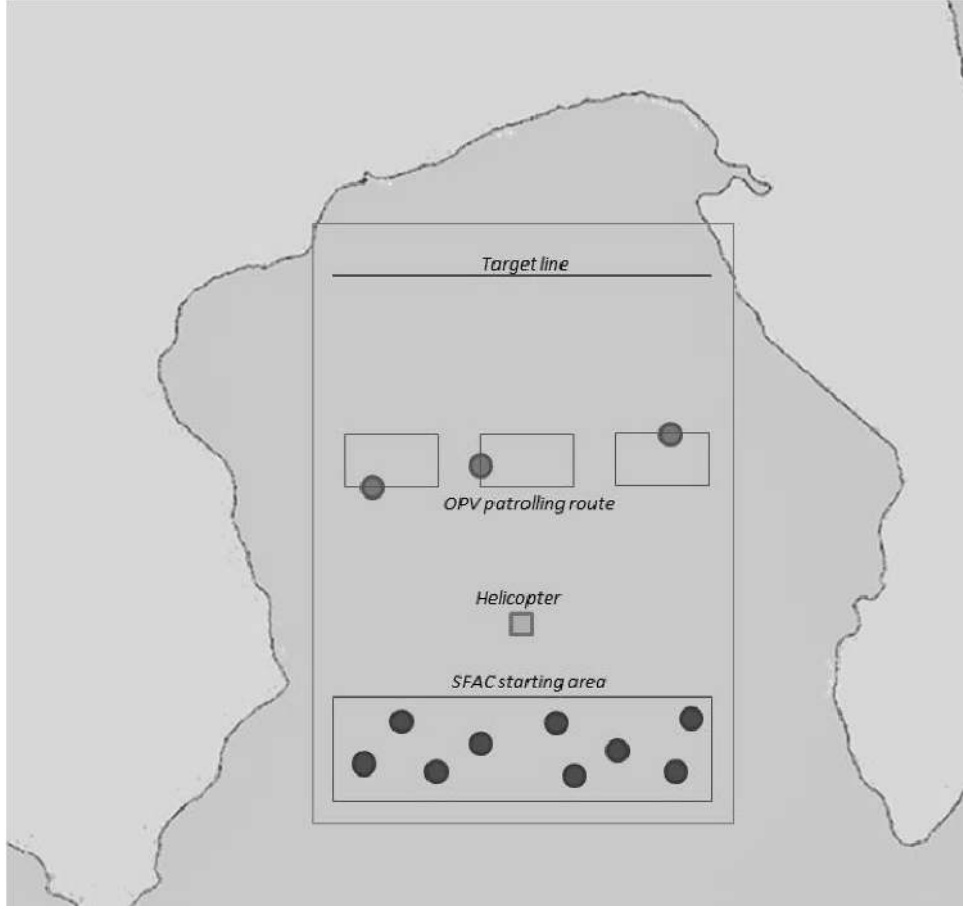 Target line
OPV patrolling route
Helicopter
SFAC starting area